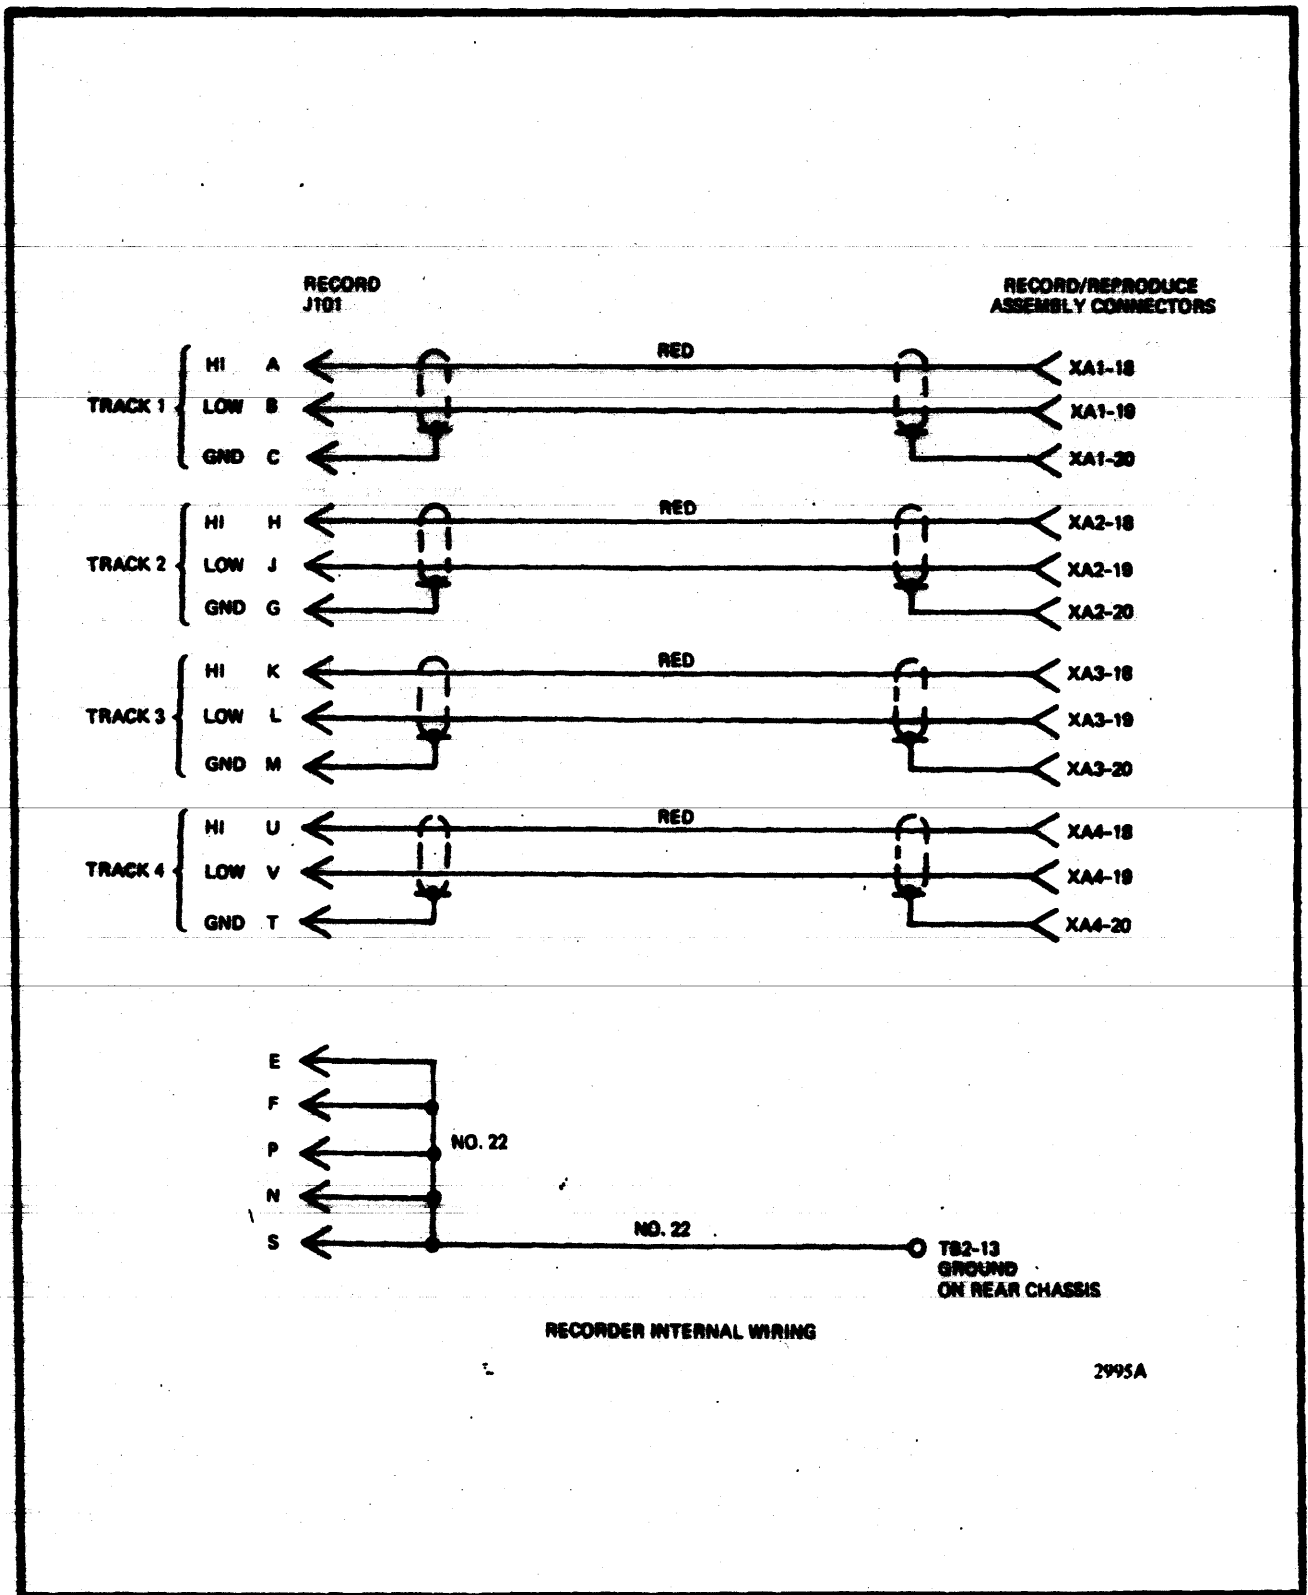 RECORD
J101
RECORD/REPRODUCE
ASSEMBLY CONNECTORS
RED
HI A XA1-18
TRACK 1 LOW B XA1-19
GND C XA1-20
RED
HI H XA2-18
TRACK 2 LOW J XA2-19
GND G XA2-20
RED
HI K XA3-18
TRACK 3 LOW L XA3-19
GND M XA3-20
RED
HI U XA4-18
TRACK 4 LOW V XA4-19
GND T XA4-20
E
F
P NO. 22
N
S NO. 22 TB2-13
GROUND
ON REAR CHASSIS
RECORDER INTERNAL WIRING
2995A